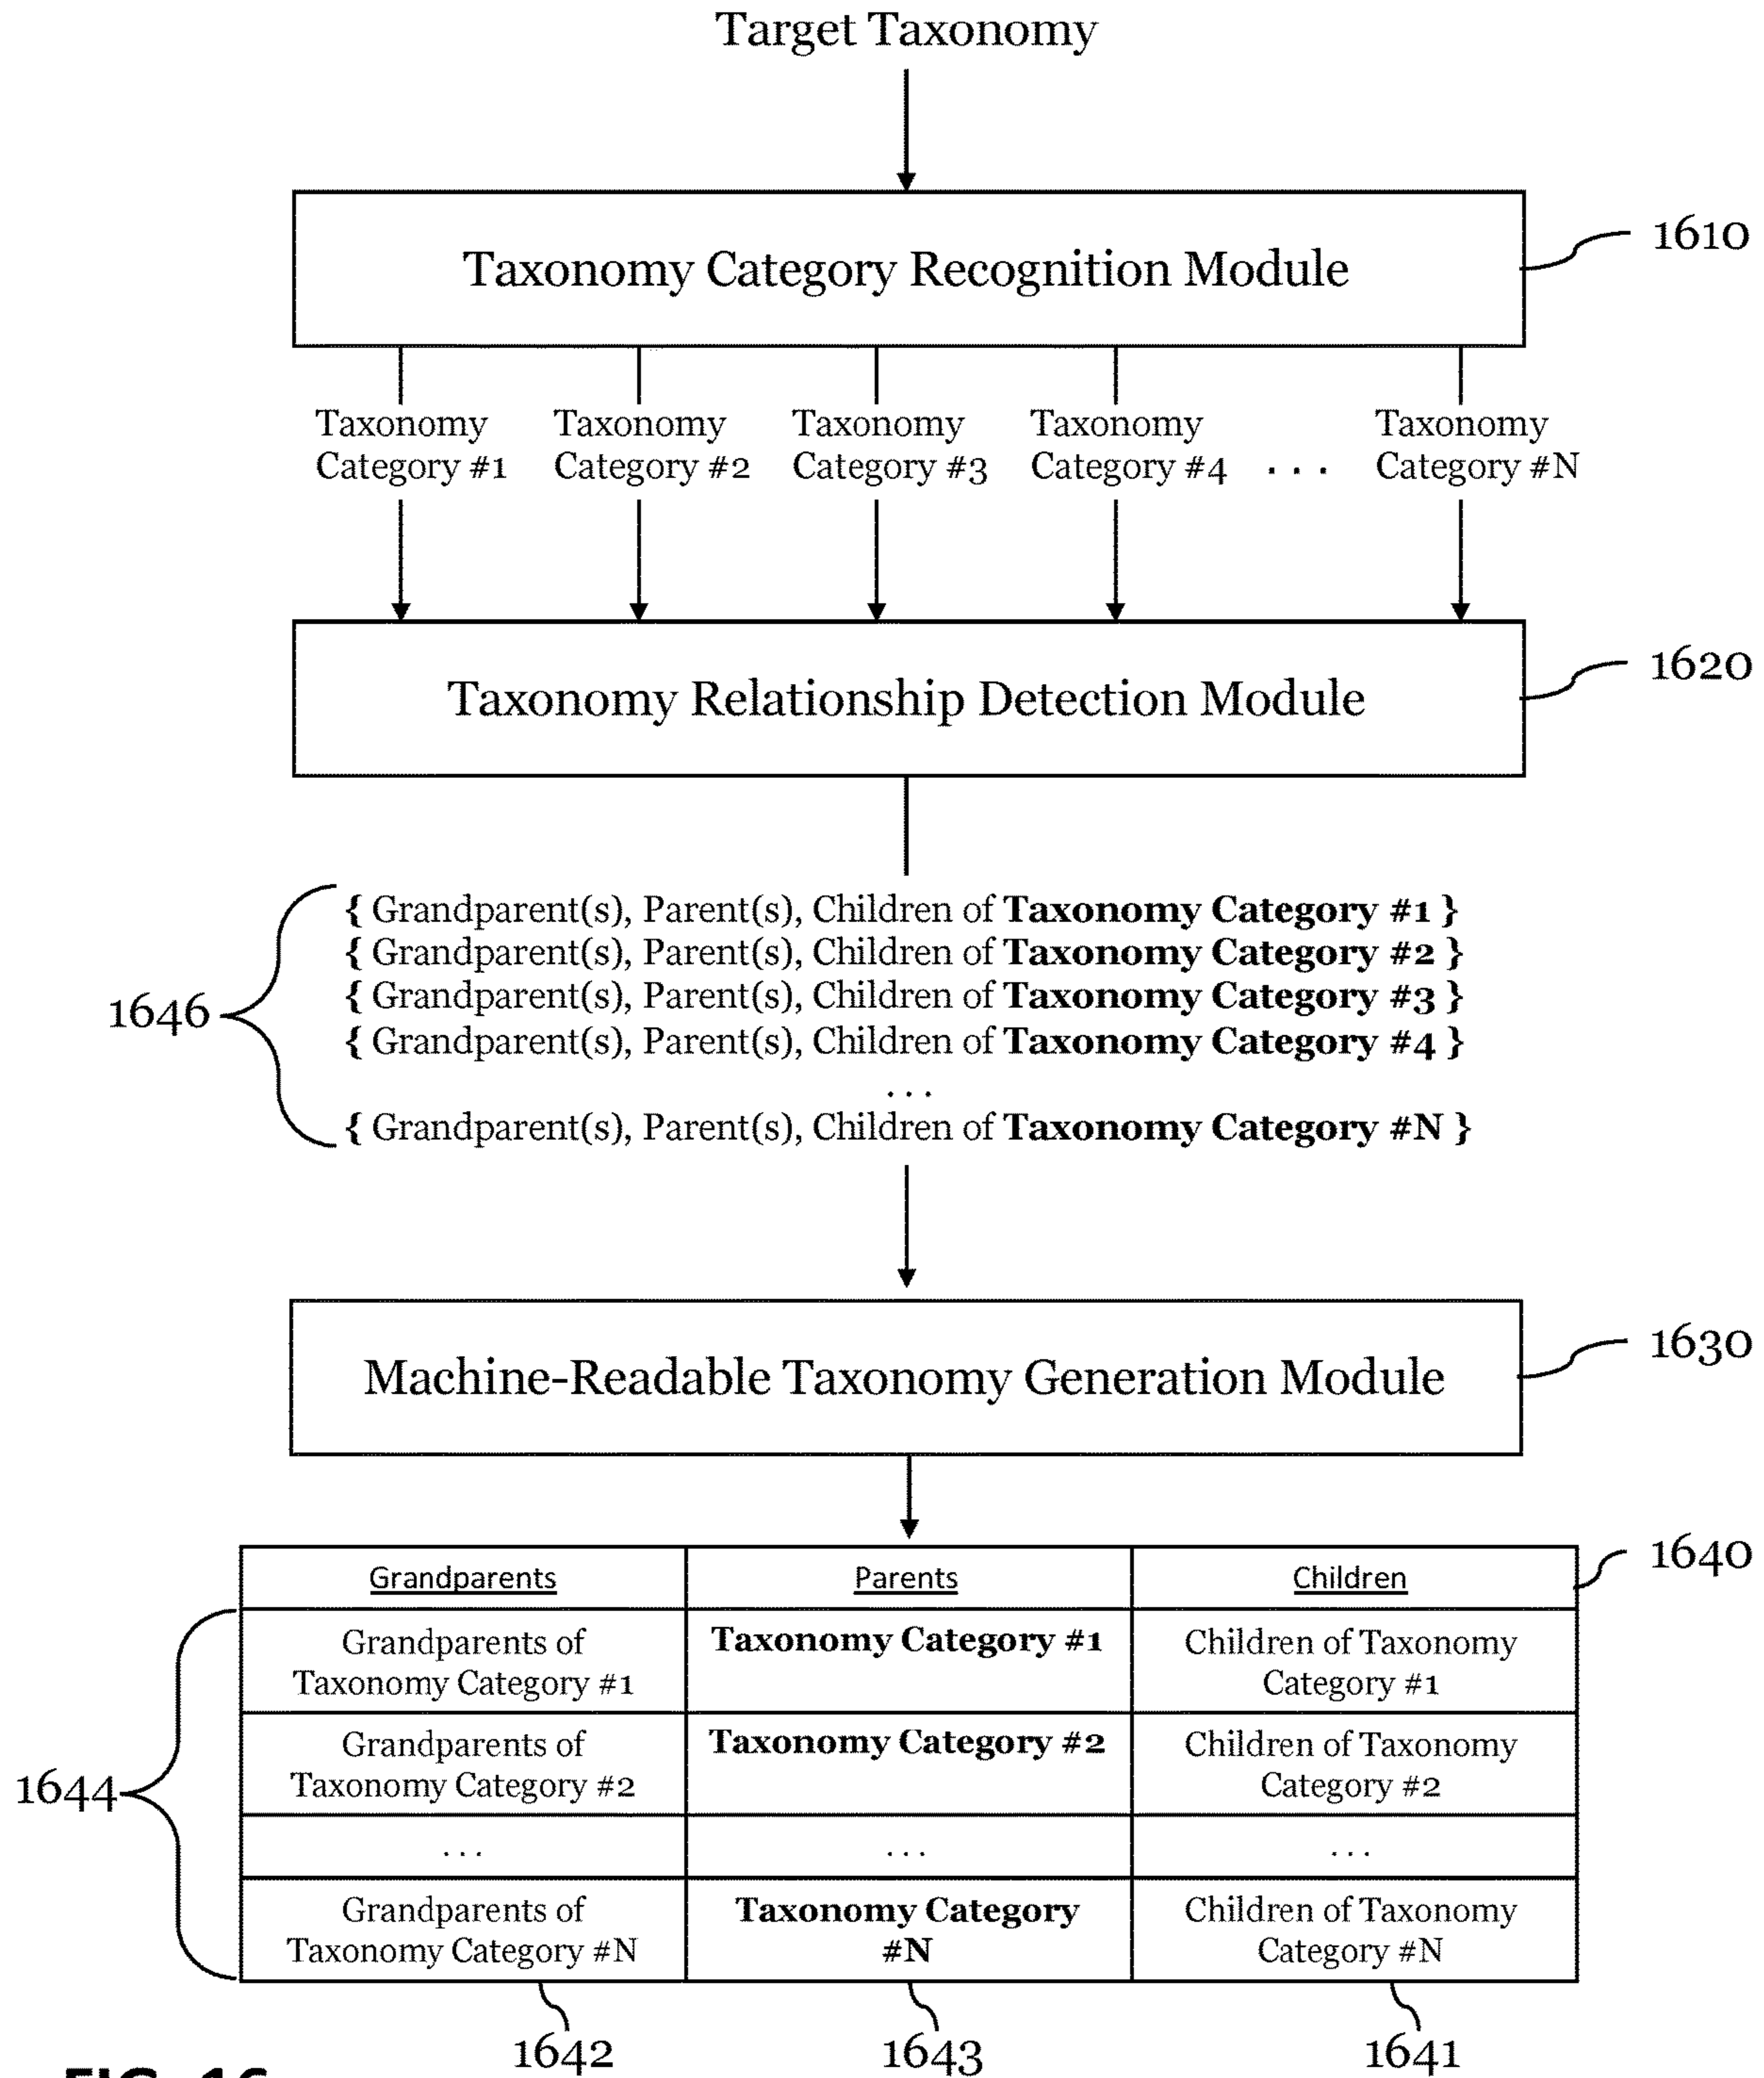 Target Taxonomy
Taxonomy Category Recognition Module
1610
Taxonomy Taxonomy Taxonomy Taxonomy Taxonomy
Category #1 Category #2 Category #3 Category #4 . . . Category #N
Taxonomy Relationship Detection Module
1620
{ Grandparent(s), Parent(s), Children of Taxonomy Category #1 }
{ Grandparent(s), Parent(s), Children of Taxonomy Category #2 }
{ Grandparent(s), Parent(s), Children of Taxonomy Category #3 }
{ Grandparent(s), Parent(s), Children of Taxonomy Category #4 }
. . .
{ Grandparent(s), Parent(s), Children of Taxonomy Category #N }
1646
Machine-Readable Taxonomy Generation Module
1630
1640
Grandparents Parents Children
Grandparents of Taxonomy Category #1 Children of Taxonomy
Taxonomy Category #1 Category #1
Grandparents of Taxonomy Category #2 Children of Taxonomy
Taxonomy Category #2 Category #2
. . . . . . . . .
Grandparents of Taxonomy Category Children of Taxonomy
Taxonomy Category #N #N Category #N
1644
1642 1643 1641
FIG. 16